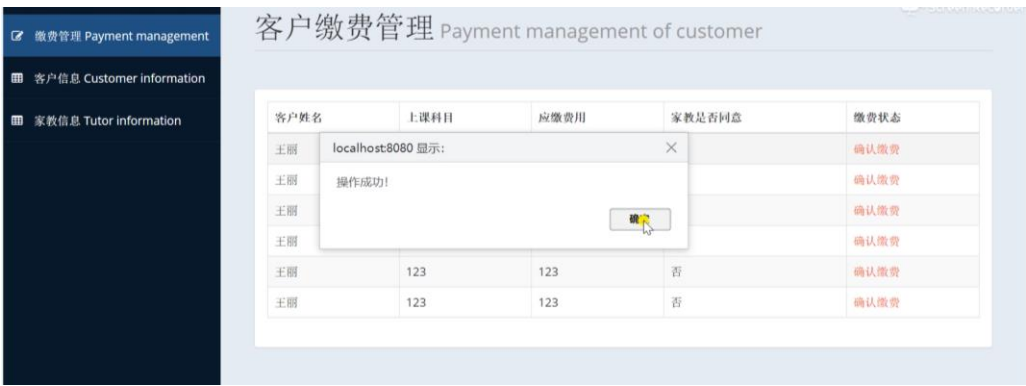 缴费管理 Payment management
客户信息 Customer information
家教信息 Tutor information
客户缴费管理 Payment management of customer
客户姓名 上课科目 应缴费用 家教是否同意 缴费状态
王丽 确认缴费
王丽 确认缴费
王丽 确认缴费
王丽 确认缴费
王丽 123 123 否 确认缴费
王丽 123 123 否 确认缴费
localhost:8080 显示:
操作成功!